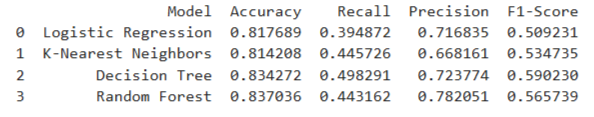 Model Accuracy Recall Precision F1-Score
0 Logistic Regression 0.817689 0.394872 0.716835 0.509231
1 K-Nearest Neighbors 0.814208 0.445726 0.668161 0.534735
2 Decision Tree 0.834272 0.498291 0.723774 0.590230
3 Random Forest 0.837036 0.443162 0.782051 0.565739